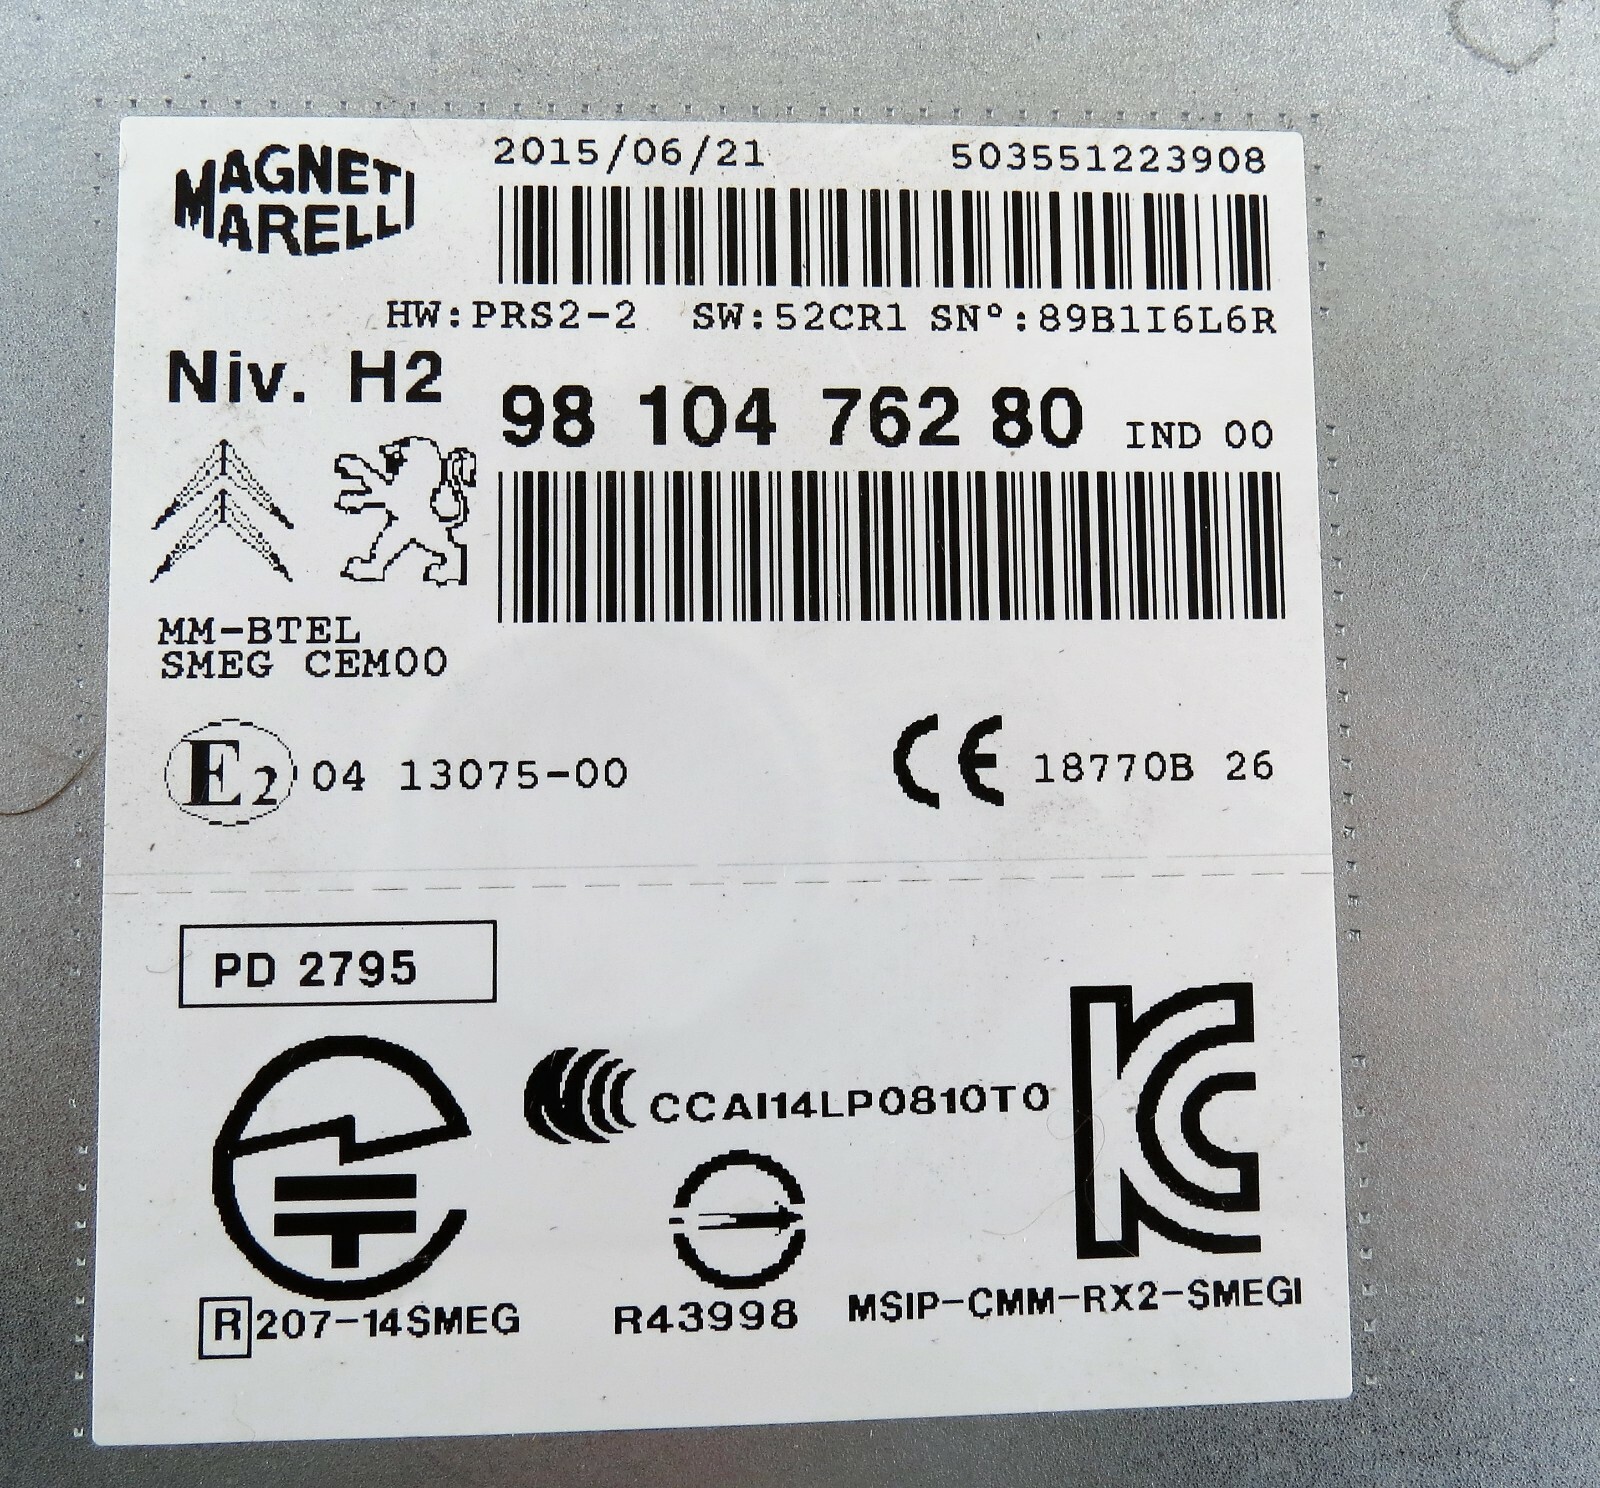 MAGNETI
MARELLI
2015/06/21 503551223908
HW:PRS2-2 SW:52CR1 SNº:89B1I6L6R
Niv. H2
98 104 762 80 IND 00
MM-BTEL
SMEG CEM00
E2 04 13075-00
CE 18770B 26
PD 2795
CCAI14LP0810T0
R 207-14SMEG
R43998
MSIP-CMM-RX2-SMEGI